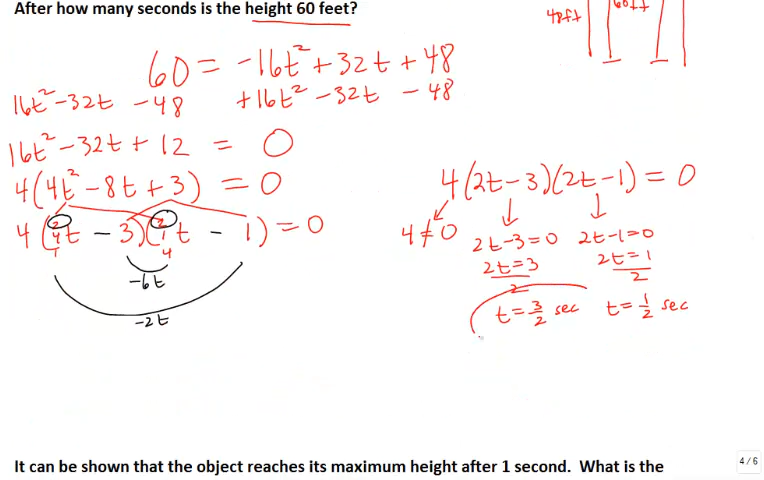 After how many seconds is the height 60 feet?
48ft 60ft
60 = -16t² + 32t + 48
16t² - 32t - 48 +16t² - 32t - 48
16t² - 32t + 12 = 0
4(4t² - 8t + 3) = 0
4(2t - 3)(2t - 1) = 0
-6t
-2t
4(2t - 3)(2t - 1) = 0
4 ≠ 0
2t - 3 = 0 2t - 1 = 0
2t = 3 2t = 1
2 2
t = 3/2 sec t = 1/2 sec
It can be shown that the object reaches its maximum height after 1 second. What is the
4 / 6